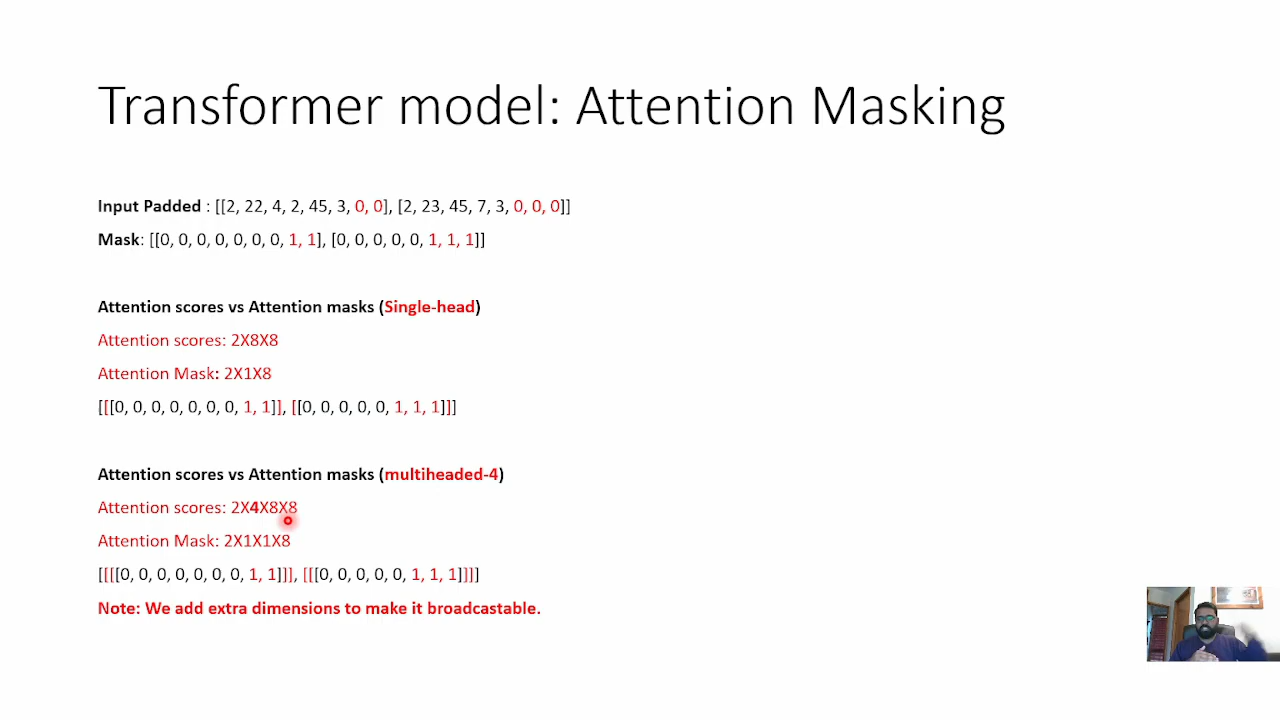 Transformer model: Attention Masking
Input Padded : [[2, 22, 4, 2, 45, 3, 0, 0], [2, 23, 45, 7, 3, 0, 0, 0]]
Mask: [[0, 0, 0, 0, 0, 0, 0, 1, 1], [0, 0, 0, 0, 0, 1, 1, 1]]
Attention scores vs Attention masks (Single-head)
Attention scores: 2X8X8
Attention Mask: 2X1X8
[[[0, 0, 0, 0, 0, 0, 0, 1, 1]], [[0, 0, 0, 0, 0, 1, 1, 1]]]
Attention scores vs Attention masks (multiheaded-4)
Attention scores: 2X4X8X8
Attention Mask: 2X1X1X8
[[[[0, 0, 0, 0, 0, 0, 0, 1, 1]]], [[[0, 0, 0, 0, 0, 1, 1, 1]]]]
Note: We add extra dimensions to make it broadcastable.